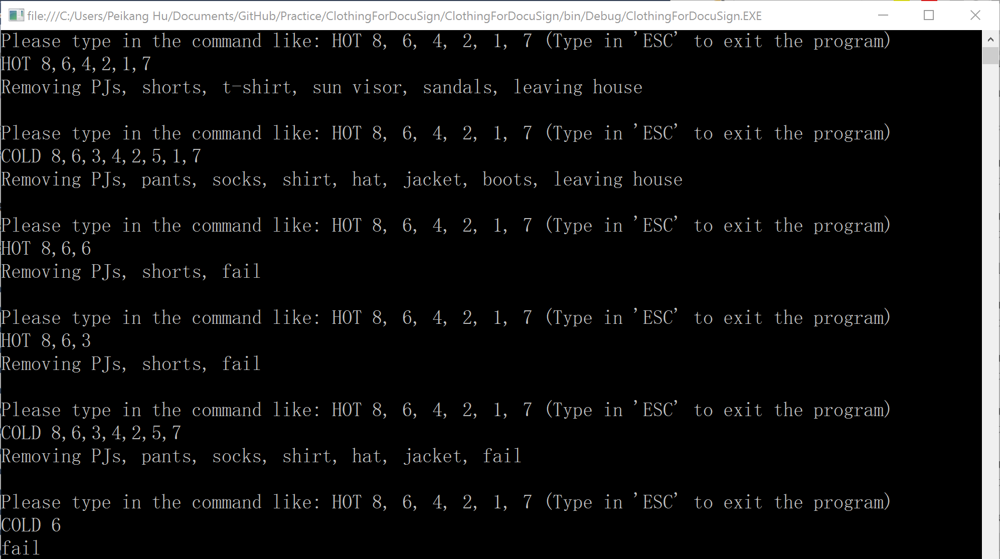 file:///C:/Users/Peikang Hu/Documents/GitHub/Practice/ClothingForDocuSign/ClothingForDocuSign/bin/Debug/ClothingForDocuSign.EXE
Please type in the command like: HOT 8, 6, 4, 2, 1, 7 (Type in 'ESC' to exit the program)
HOT 8,6,4,2,1,7
Removing PJs, shorts, t-shirt, sun visor, sandals, leaving house
Please type in the command like: HOT 8, 6, 4, 2, 1, 7 (Type in 'ESC' to exit the program)
COLD 8,6,3,4,2,5,1,7
Removing PJs, pants, socks, shirt, hat, jacket, boots, leaving house
Please type in the command like: HOT 8, 6, 4, 2, 1, 7 (Type in 'ESC' to exit the program)
HOT 8,6,6
Removing PJs, shorts, fail
Please type in the command like: HOT 8, 6, 4, 2, 1, 7 (Type in 'ESC' to exit the program)
HOT 8,6,3
Removing PJs, shorts, fail
Please type in the command like: HOT 8, 6, 4, 2, 1, 7 (Type in 'ESC' to exit the program)
COLD 8,6,3,4,2,5,7
Removing PJs, pants, socks, shirt, hat, jacket, fail
Please type in the command like: HOT 8, 6, 4, 2, 1, 7 (Type in 'ESC' to exit the program)
COLD 6
fail